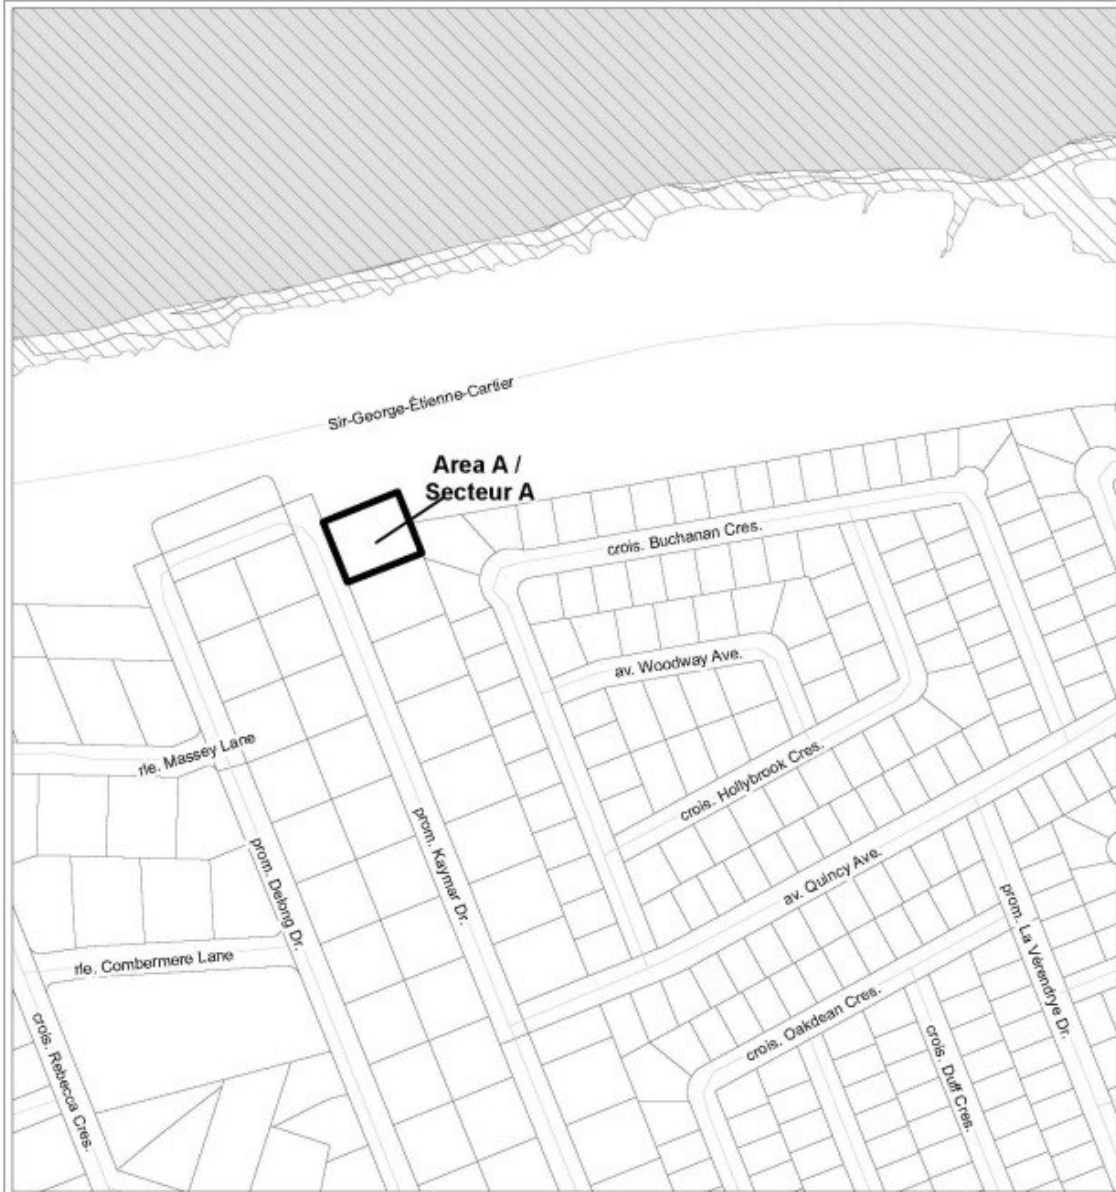 Sir-George-Étienne-Cartier
Area A /
Secteur A
crois. Buchanan Cres.
av. Woodway Ave.
rle. Massey Lane
crois. Hollybrook Cres.
prom. Kaymar Dr.
prom. Delong Dr.
av. Quincy Ave.
prom. La Vérendrye Dr.
rle. Combermere Lane
crois. Oakdean Cres.
crois. Rebecca Cres.
crois. Duff Cres.